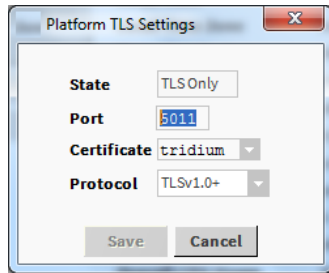 Platform TLS Settings
State TLS Only
Port 5011
Certificate tridium
Protocol TLSv1.0+
Save Cancel